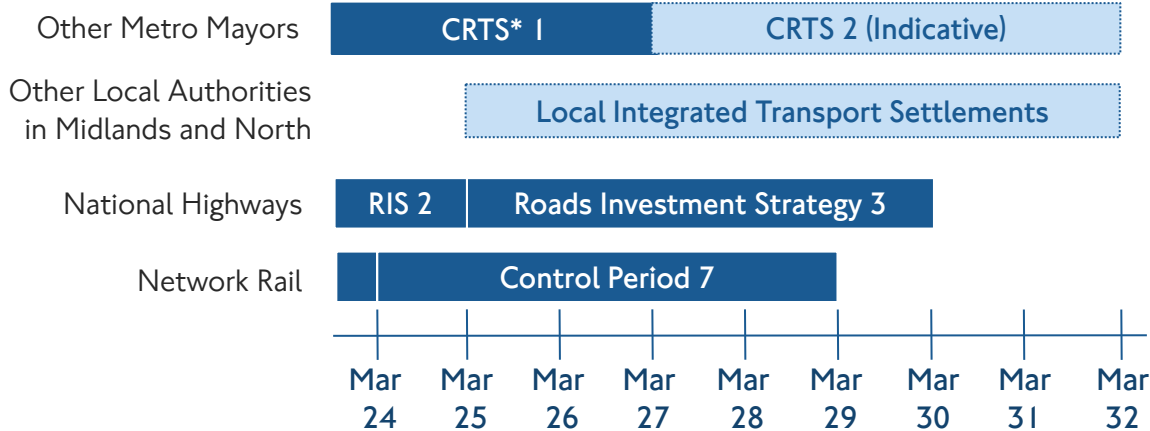 Other Metro Mayors
CRTS* 1
CRTS 2 (Indicative)
Other Local Authorities
in Midlands and North
Local Integrated Transport Settlements
National Highways
RIS 2
Roads Investment Strategy 3
Network Rail
Control Period 7
Mar Mar Mar Mar Mar Mar Mar Mar Mar
24 25 26 27 28 29 30 31 32